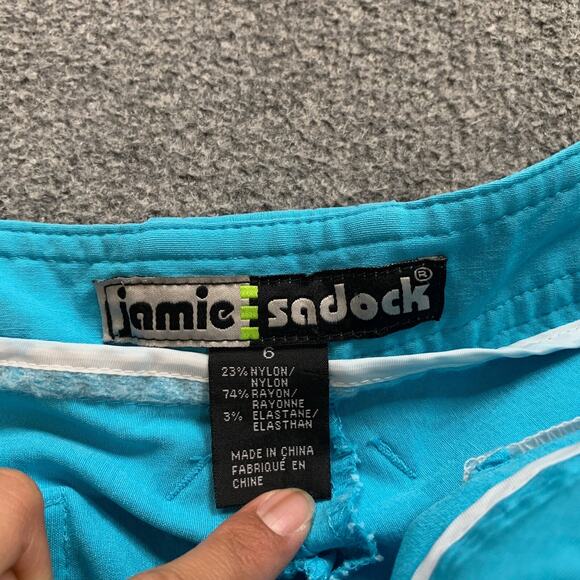 jamie sadock®
6
23% NYLON/
NYLON
74% RAYON/
RAYONNE
3% ELASTANE/
ELASTHAN
MADE IN CHINA
FABRIQUÉ EN
CHINE